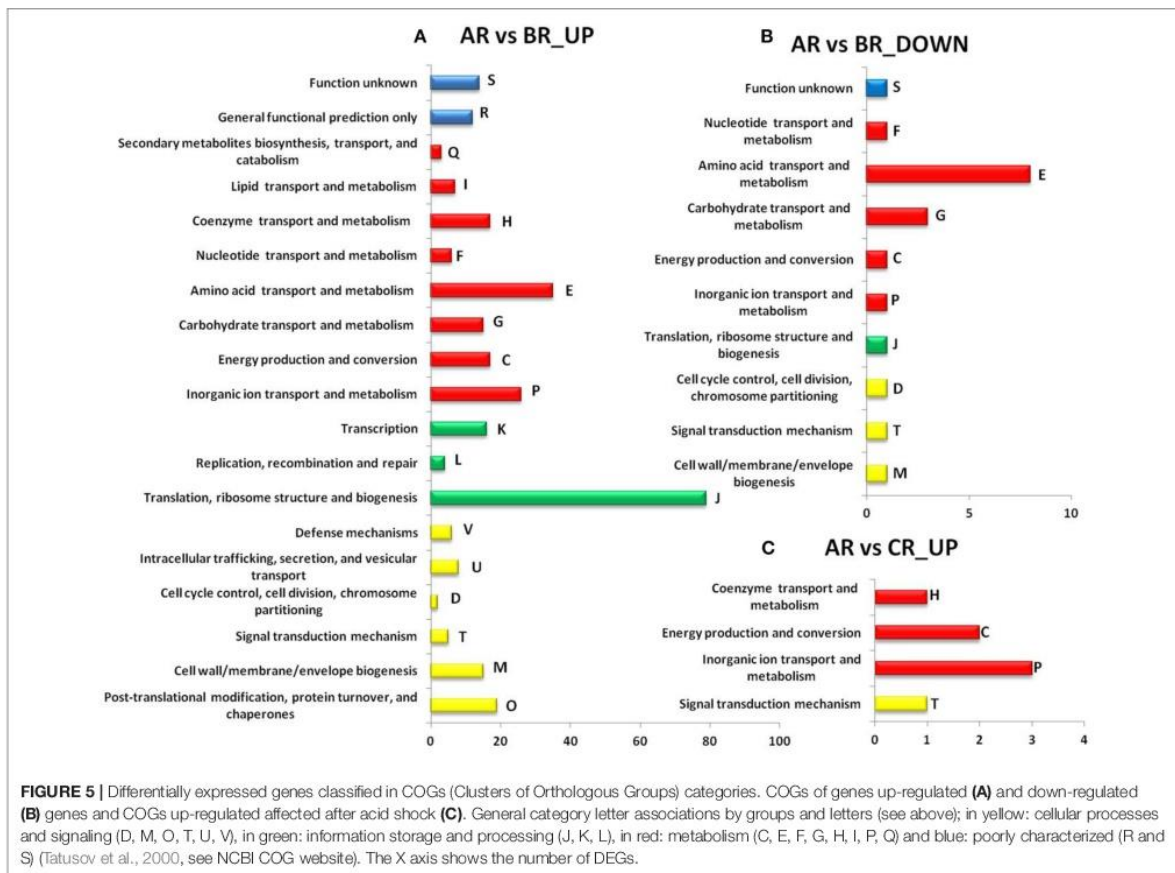 A AR vs BR_UP
Function unknown S
General functional prediction only R
Secondary metabolites biosynthesis, transport, and
catabolism Q
Lipid transport and metabolism I
Coenzyme transport and metabolism H
Nucleotide transport and metabolism F
Amino acid transport and metabolism E
Carbohydrate transport and metabolism G
Energy production and conversion C
Inorganic ion transport and metabolism P
Transcription K
Replication, recombination and repair L
Translation, ribosome structure and biogenesis J
Defense mechanisms V
Intracellular trafficking, secretion, and vesicular
transport U
Cell cycle control, cell division, chromosome
partitioning D
Signal transduction mechanism T
Cell wall/membrane/envelope biogenesis M
Post-translational modification, protein turnover, and
chaperones O
0 20 40 60 80 100
B AR vs BR_DOWN
Function unknown S
Nucleotide transport and
metabolism F
Amino acid transport and
metabolism E
Carbohydrate transport and
metabolism G
Energy production and conversion C
Inorganic ion transport and
metabolism P
Translation, ribosome structure and
biogenesis J
Cell cycle control, cell division,
chromosome partitioning D
Signal transduction mechanism T
Cell wall/membrane/envelope
biogenesis M
0 5 10
C AR vs CR_UP
Coenzyme transport and
metabolism H
Energy production and conversion C
Inorganic ion transport and
metabolism P
Signal transduction mechanism T
0 1 2 3 4
FIGURE 5 | Differentially expressed genes classified in COGs (Clusters of Orthologous Groups) categories. COGs of genes up-regulated (A) and down-regulated
(B) genes and COGs up-regulated affected after acid shock (C). General category letter associations by groups and letters (see above); in yellow: cellular processes
and signaling (D, M, O, T, U, V), in green: information storage and processing (J, K, L), in red: metabolism (C, E, F, G, H, I, P, Q) and blue: poorly characterized (R and
S) (Tatusov et al., 2000, see NCBI COG website). The X axis shows the number of DEGs.